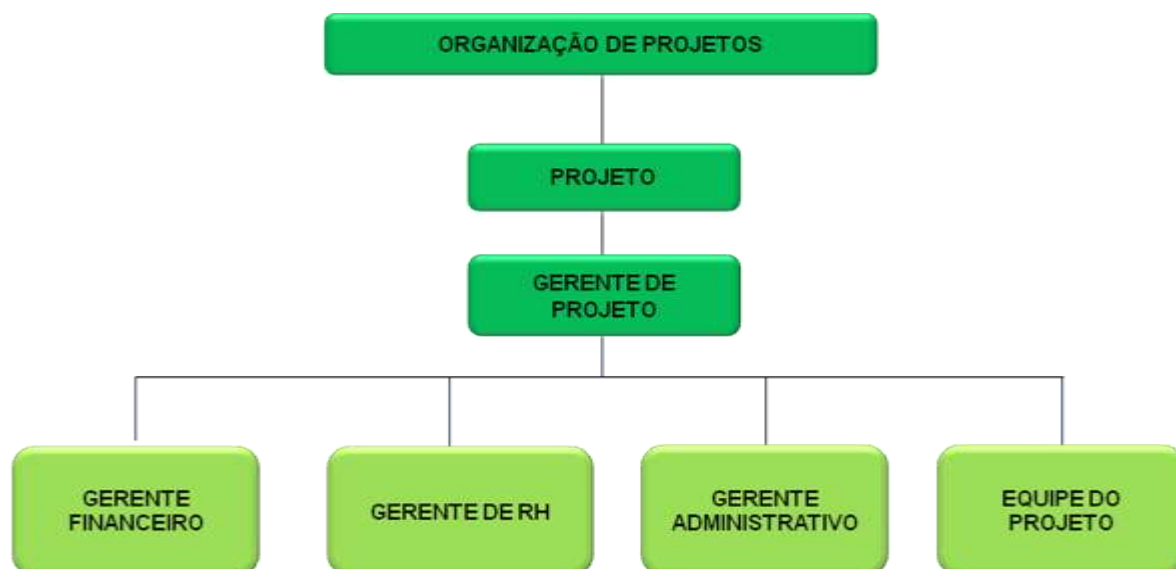 ORGANIZAÇÃO DE PROJETOS
PROJETO
GERENTE DE
PROJETO
GERENTE
FINANCEIRO
GERENTE DE RH
GERENTE
ADMINISTRATIVO
EQUIPE DO
PROJETO